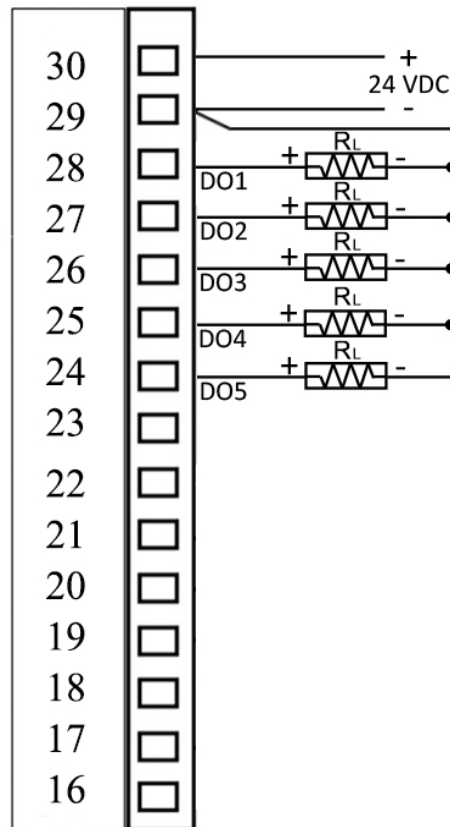 30
+
24 VDC
29
-
28
DO1
+
RL
-
27
DO2
+
RL
-
26
DO3
+
RL
-
25
DO4
+
RL
-
24
DO5
+
RL
-
23
22
21
20
19
18
17
16